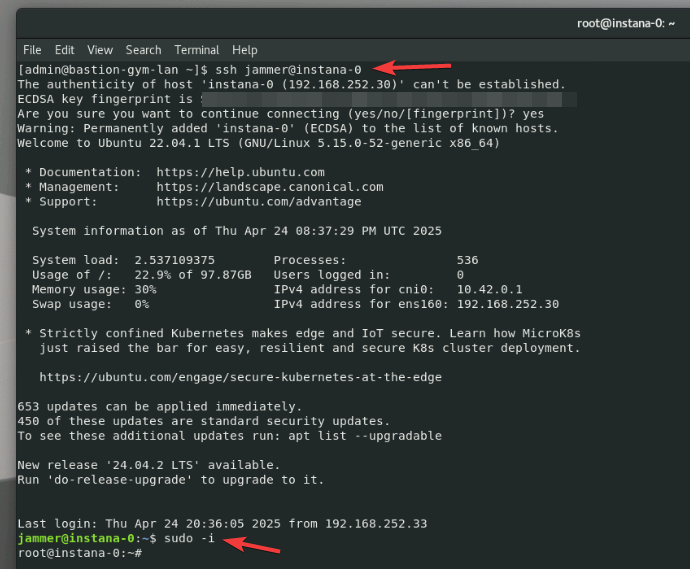 root@instana-0: ~
File Edit View Search Terminal Help
[admin@bastion-gym-lan ~]$ ssh jammer@instana-0
The authenticity of host 'instana-0 (192.168.252.30)' can't be established.
ECDSA key fingerprint is
Are you sure you want to continue connecting (yes/no/[fingerprint])? yes
Warning: Permanently added 'instana-0' (ECDSA) to the list of known hosts.
Welcome to Ubuntu 22.04.1 LTS (GNU/Linux 5.15.0-52-generic x86_64)
* Documentation:  https://help.ubuntu.com
* Management:     https://landscape.canonical.com
* Support:        https://ubuntu.com/advantage
System information as of Thu Apr 24 08:37:29 PM UTC 2025
System load:  2.537109375        Processes:               536
Usage of /:   22.9% of 97.87GB   Users logged in:         0
Memory usage: 30%                IPv4 address for cni0:   10.42.0.1
Swap usage:   0%                 IPv4 address for ens160: 192.168.252.30
* Strictly confined Kubernetes makes edge and IoT secure. Learn how MicroK8s
just raised the bar for easy, resilient and secure K8s cluster deployment.
https://ubuntu.com/engage/secure-kubernetes-at-the-edge
653 updates can be applied immediately.
450 of these updates are standard security updates.
To see these additional updates run: apt list --upgradable
New release '24.04.2 LTS' available.
Run 'do-release-upgrade' to upgrade to it.
Last login: Thu Apr 24 20:36:05 2025 from 192.168.252.33
jammer@instana-0:~$ sudo -i
root@instana-0:~#